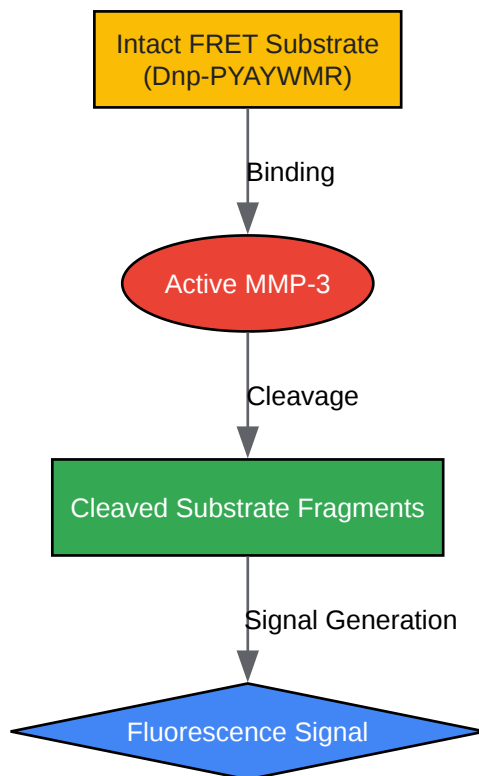 Intact FRET Substrate
(Dnp-PYAYWMR)
Binding
Active MMP-3
Cleavage
Cleaved Substrate Fragments
Signal Generation
Fluorescence Signal